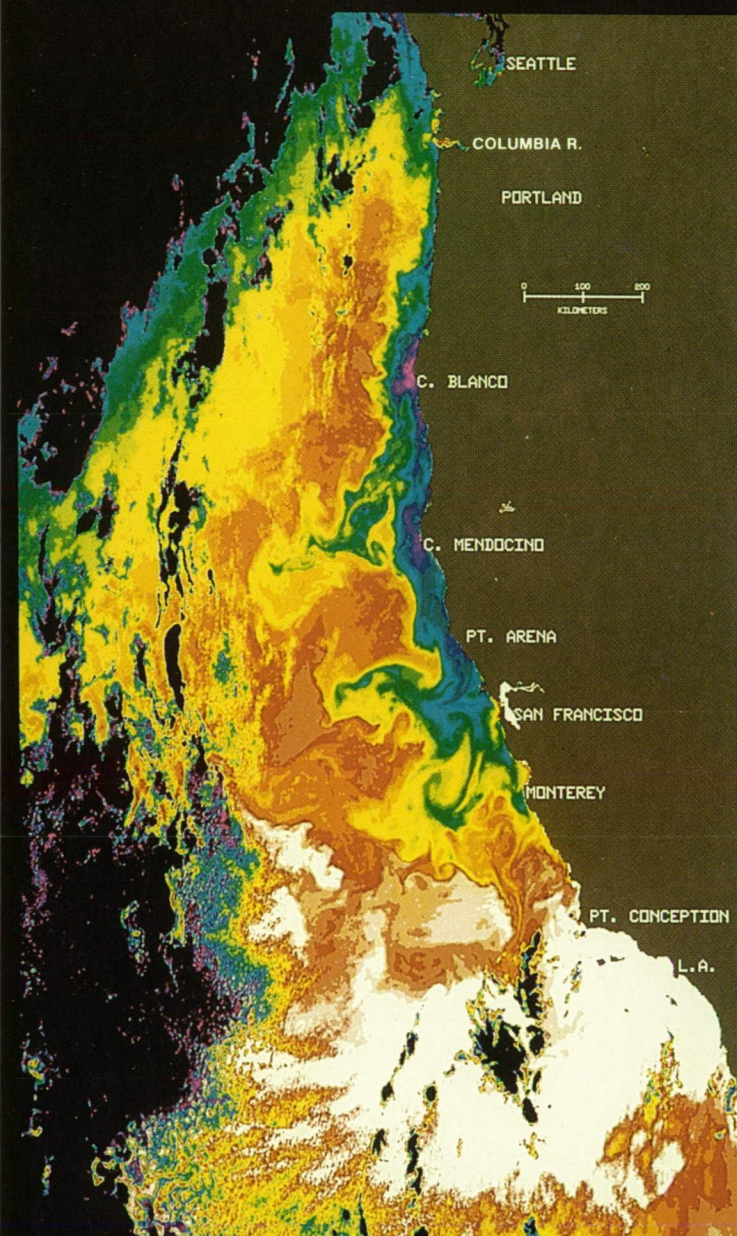 SEATTLE
COLUMBIA R.
PORTLAND
0 100 200
KILOMETERS
C. BLANCO
C. MENDOCINO
PT. ARENA
SAN FRANCISCO
MONTEREY
PT. CONCEPTION
L.A.